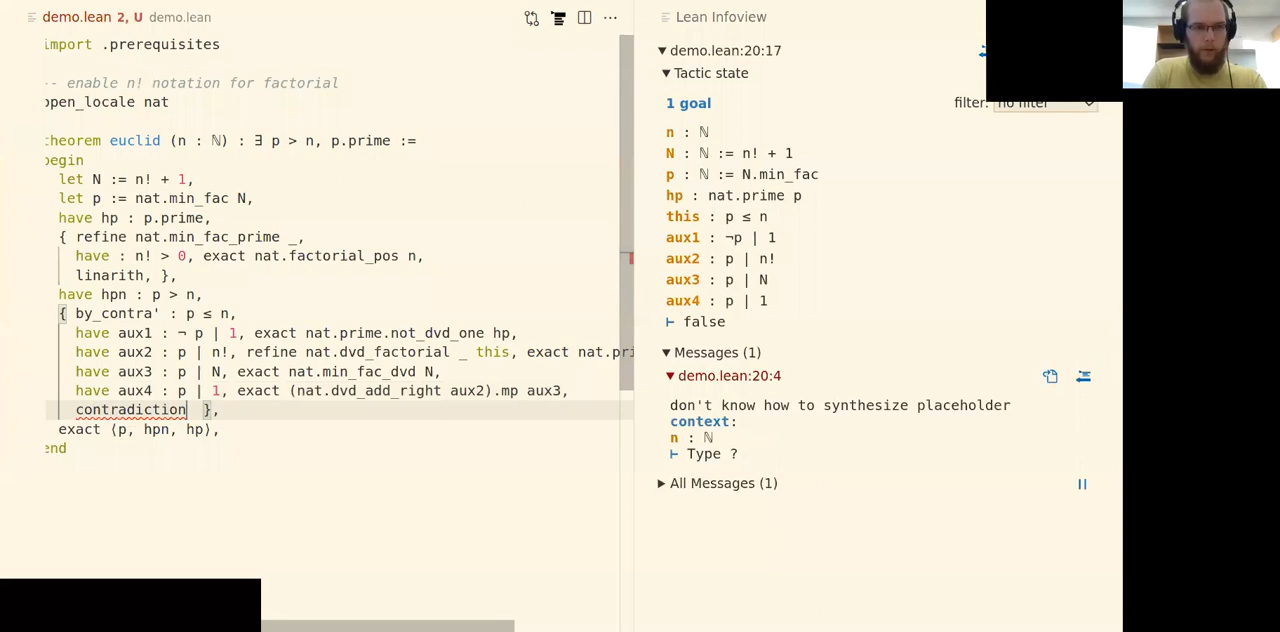 demo.lean 2, U demo.lean
import .prerequisites
-- enable n! notation for factorial
open_locale nat
theorem euclid (n : ℕ) : ∃ p > n, p.prime :=
begin
let N := n! + 1,
let p := nat.min_fac N,
have hp : p.prime,
{ refine nat.min_fac_prime _,
have : n! > 0, exact nat.factorial_pos n,
linarith, },
have hpn : p > n,
{ by_contra' : p ≤ n,
have aux1 : ¬ p | 1, exact nat.prime.not_dvd_one hp,
have aux2 : p | n!, refine nat.dvd_factorial _ this, exact nat.pri
have aux3 : p | N, exact nat.min_fac_dvd N,
have aux4 : p | 1, exact (nat.dvd_add_right aux2).mp aux3,
contradiction },
exact ⟨p, hpn, hp⟩,
end
Lean Infoview
demo.lean:20:17
Tactic state
1 goal
filter: no filter
n : ℕ
N : ℕ := n! + 1
p : ℕ := N.min_fac
hp : nat.prime p
this : p ≤ n
aux1 : ¬p | 1
aux2 : p | n!
aux3 : p | N
aux4 : p | 1
⊢ false
Messages (1)
demo.lean:20:4
don't know how to synthesize placeholder
context:
n : ℕ
⊢ Type ?
All Messages (1)